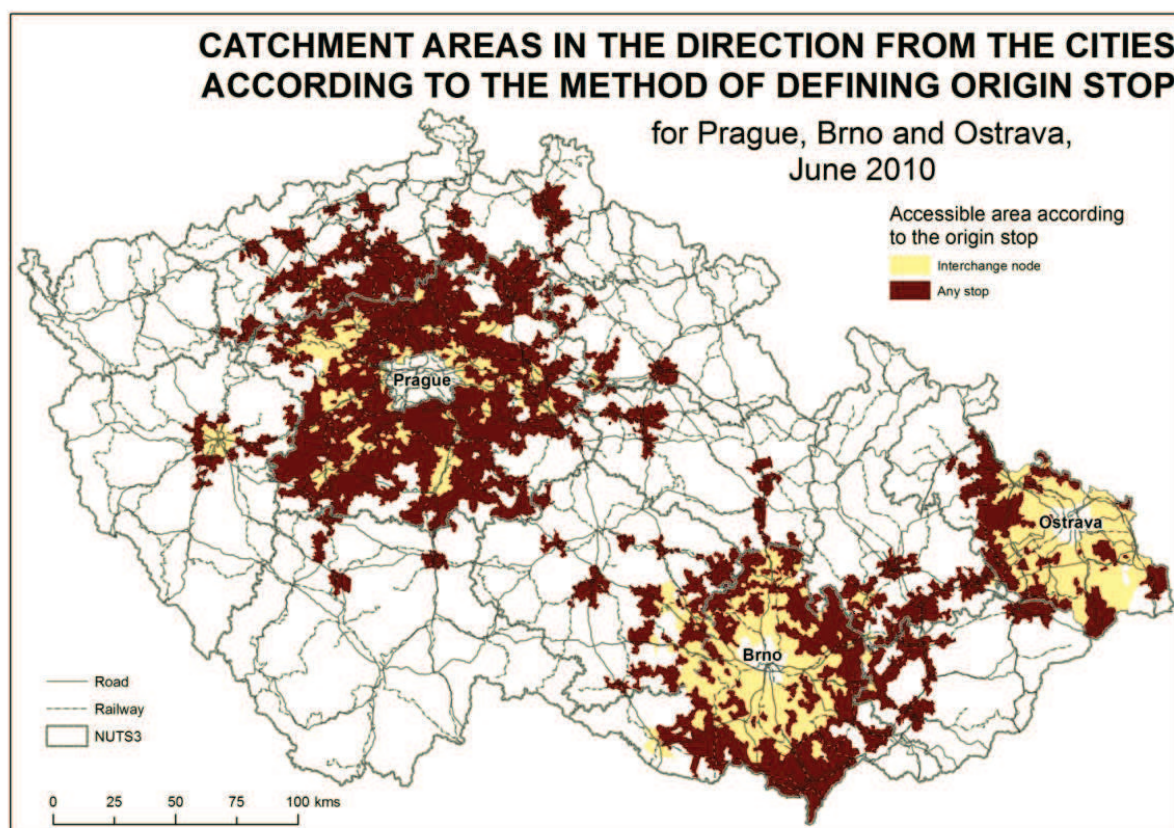 CATCHMENT AREAS IN THE DIRECTION FROM THE CITIES
ACCORDING TO THE METHOD OF DEFINING ORIGIN STOP
for Prague, Brno and Ostrava,
June 2010
Accessible area according
to the origin stop
Interchange node
Any stop
Prague
Ostrava
Brno
Road
Railway
NUTS3
0 25 50 75 100 kms